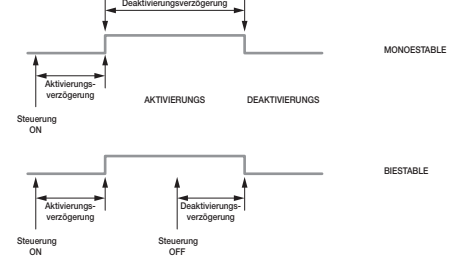 Deaktivierungsverzögerung
MONOESTABLE
Aktivierungs-
verzögerung
AKTIVIERUNGS
DEAKTIVIERUNGS
Steuerung
ON
BIESTABLE
Aktivierungs-
verzögerung
Deaktivierungs-
verzögerung
Steuerung
ON
Steuerung
OFF